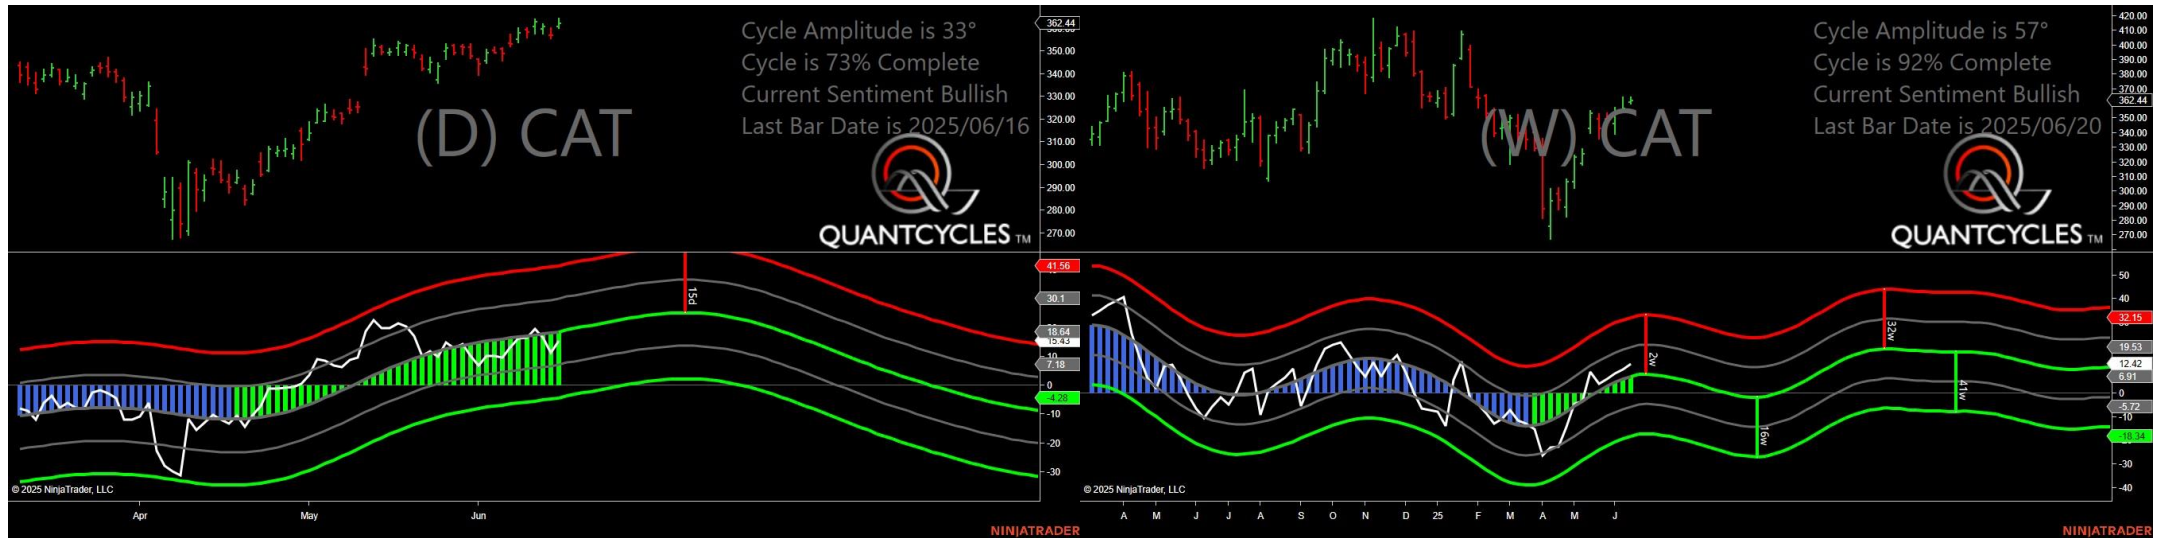 Cycle Amplitude is 33°
Cycle is 73% Complete
Current Sentiment Bullish
Last Bar Date is 2025/06/16
(D) CAT
QUANTCYCLES TM
362.44
360.00
350.00
340.00
330.00
320.00
310.00
300.00
290.00
280.00
270.00
15d
41.56
30.1
18.64
15.43
10
7.18
0
-4.28
-10
-20
-30
© 2025 NinjaTrader, LLC
Apr
May
Jun
NINJATRADER
Cycle Amplitude is 57°
Cycle is 92% Complete
Current Sentiment Bullish
Last Bar Date is 2025/06/20
(W) CAT
QUANTCYCLES TM
420.00
410.00
400.00
390.00
380.00
370.00
362.44
350.00
340.00
330.00
320.00
310.00
300.00
290.00
280.00
270.00
2w
16w
32w
41w
50
40
32.15
19.53
12.42
6.91
0
-5.72
-10
-18.34
-30
-40
© 2025 NinjaTrader, LLC
A M J J A S O N D 25 F M A M J
NINJATRADER